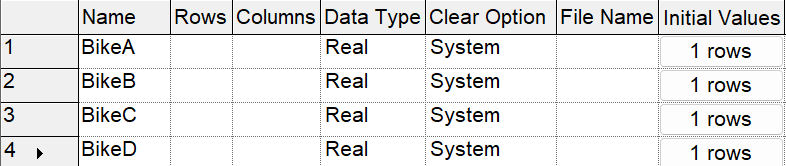 Name Rows Columns Data Type Clear Option File Name Initial Values
1 BikeA Real System 1 rows
2 BikeB Real System 1 rows
3 BikeC Real System 1 rows
4 BikeD Real System 1 rows